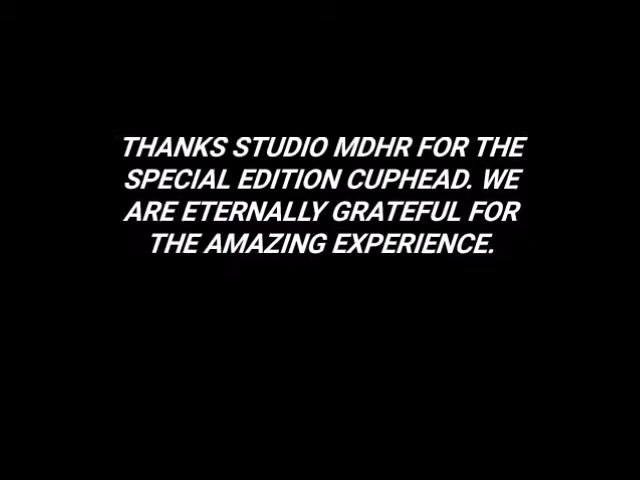 THANKS STUDIO MDHR FOR THE
SPECIAL EDITION CUPHEAD. WE
ARE ETERNALLY GRATEFUL FOR
THE AMAZING EXPERIENCE.